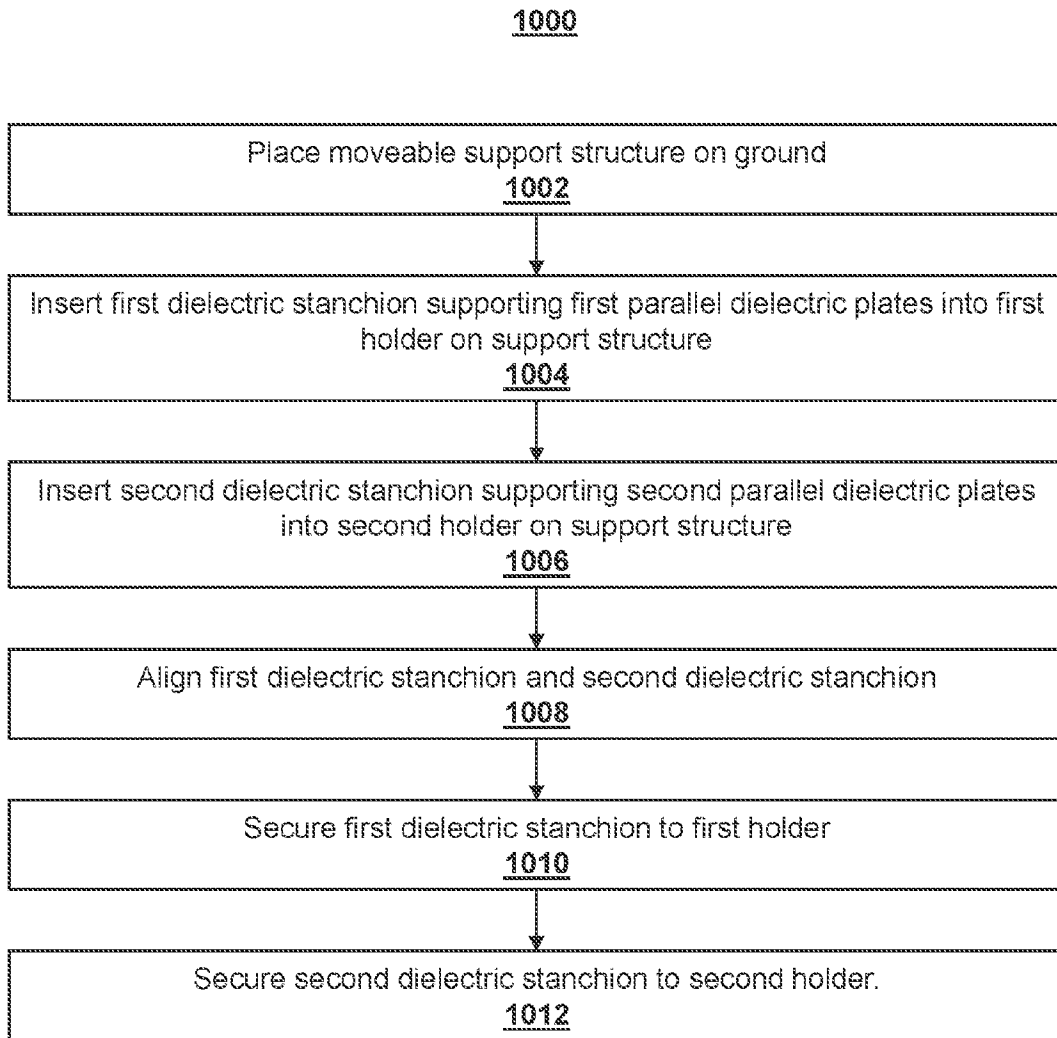 1000
Place moveable support structure on ground
1002
Insert first dielectric stanchion supporting first parallel dielectric plates into first
holder on support structure
1004
Insert second dielectric stanchion supporting second parallel dielectric plates
into second holder on support structure
1006
Align first dielectric stanchion and second dielectric stanchion
1008
Secure first dielectric stanchion to first holder
1010
Secure second dielectric stanchion to second holder.
1012